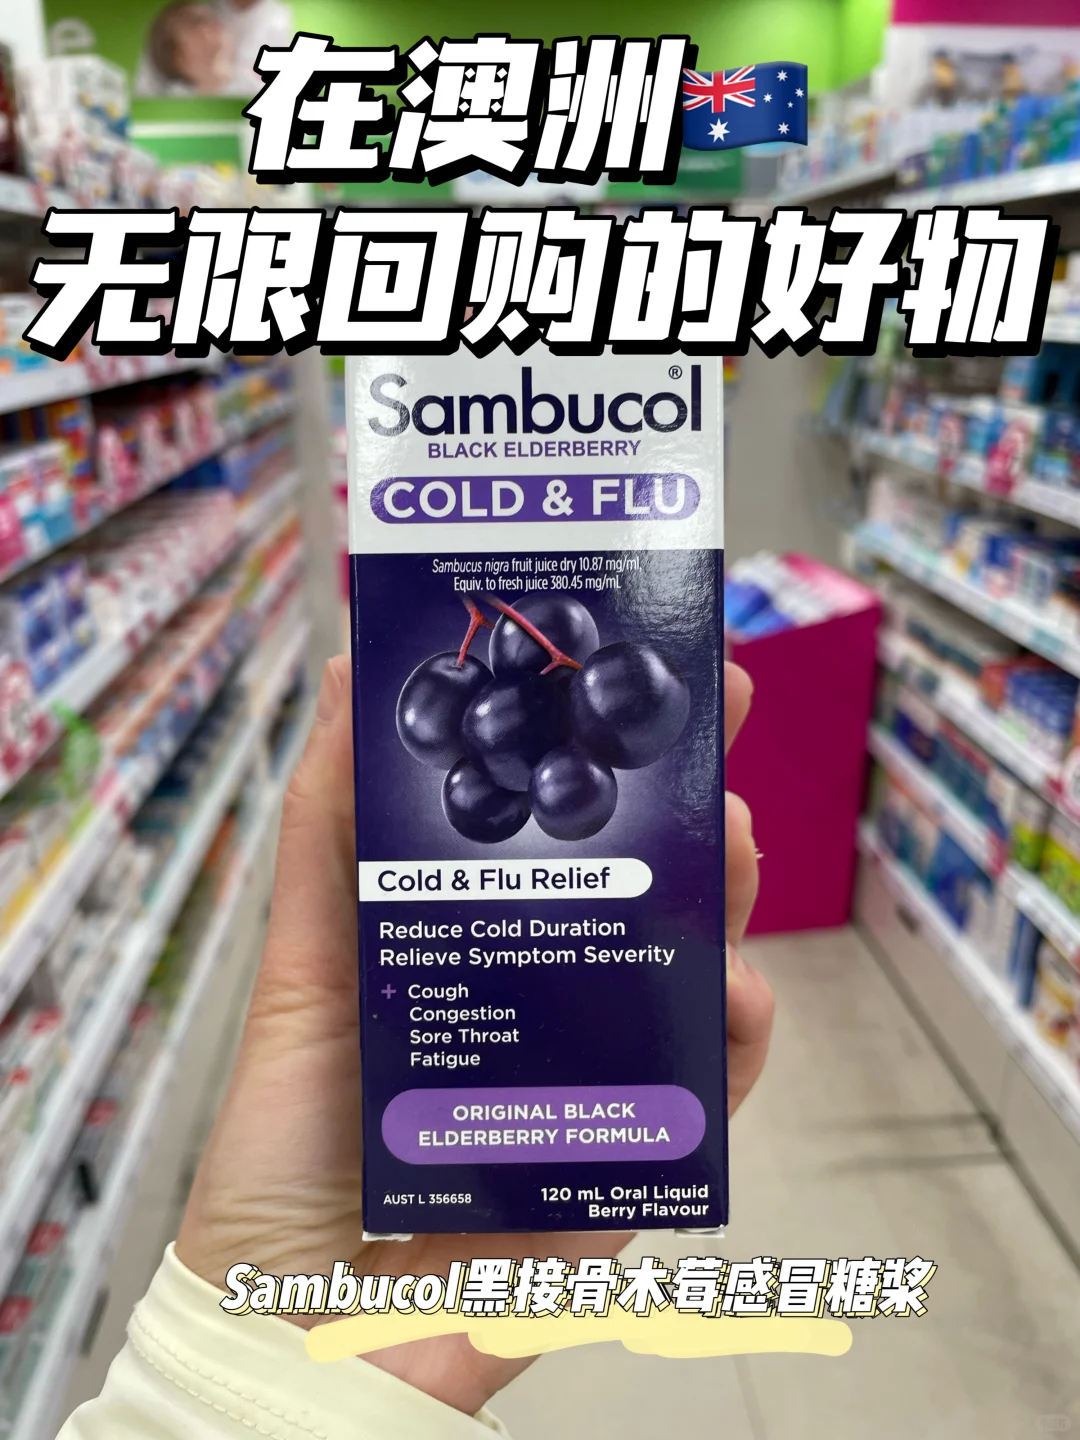 在澳洲🇦🇺
无限回购的好物
Sambucol®
BLACK ELDERBERRY
COLD & FLU
Sambucus nigra fruit juice dry 10.87 mg/mL
Equiv. to fresh juice 380.45 mg/mL
Cold & Flu Relief
Reduce Cold Duration
Relieve Symptom Severity
+ Cough
Congestion
Sore Throat
Fatigue
ORIGINAL BLACK
ELDERBERRY FORMULA
AUST L 356658
120 mL Oral Liquid
Berry Flavour
Sambucol黑接骨木莓感冒糖浆